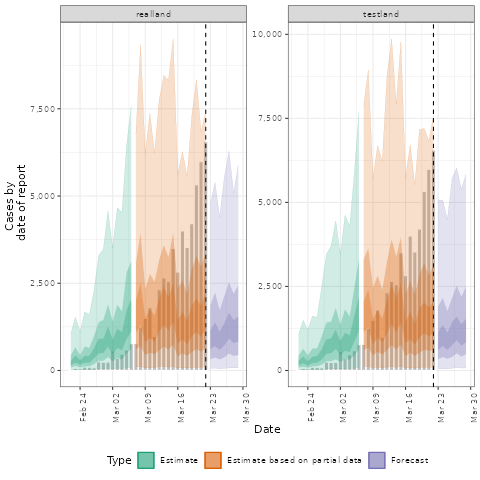 realland
testland
Cases by
date of report
7,500
5,000
2,500
0
10,000
7,500
5,000
2,500
0
Feb 24
Mar 02
Mar 09
Mar 16
Mar 23
Mar 30
Feb 24
Mar 02
Mar 09
Mar 16
Mar 23
Mar 30
Date
Type
Estimate
Estimate based on partial data
Forecast